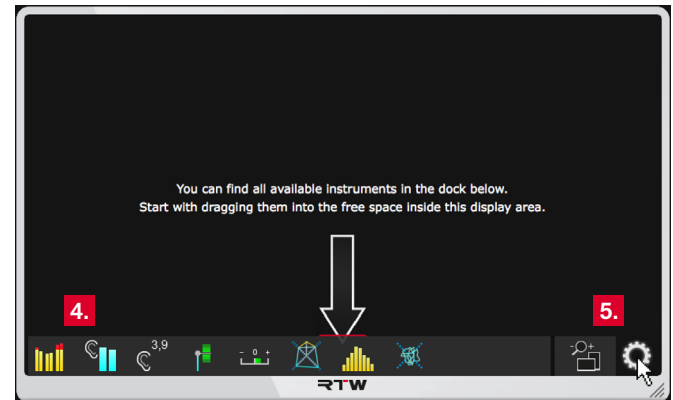 You can find all available instruments in the dock below.
Start with dragging them into the free space inside this display area.
4.
5.
3,9
- 0 +
- +
RTW